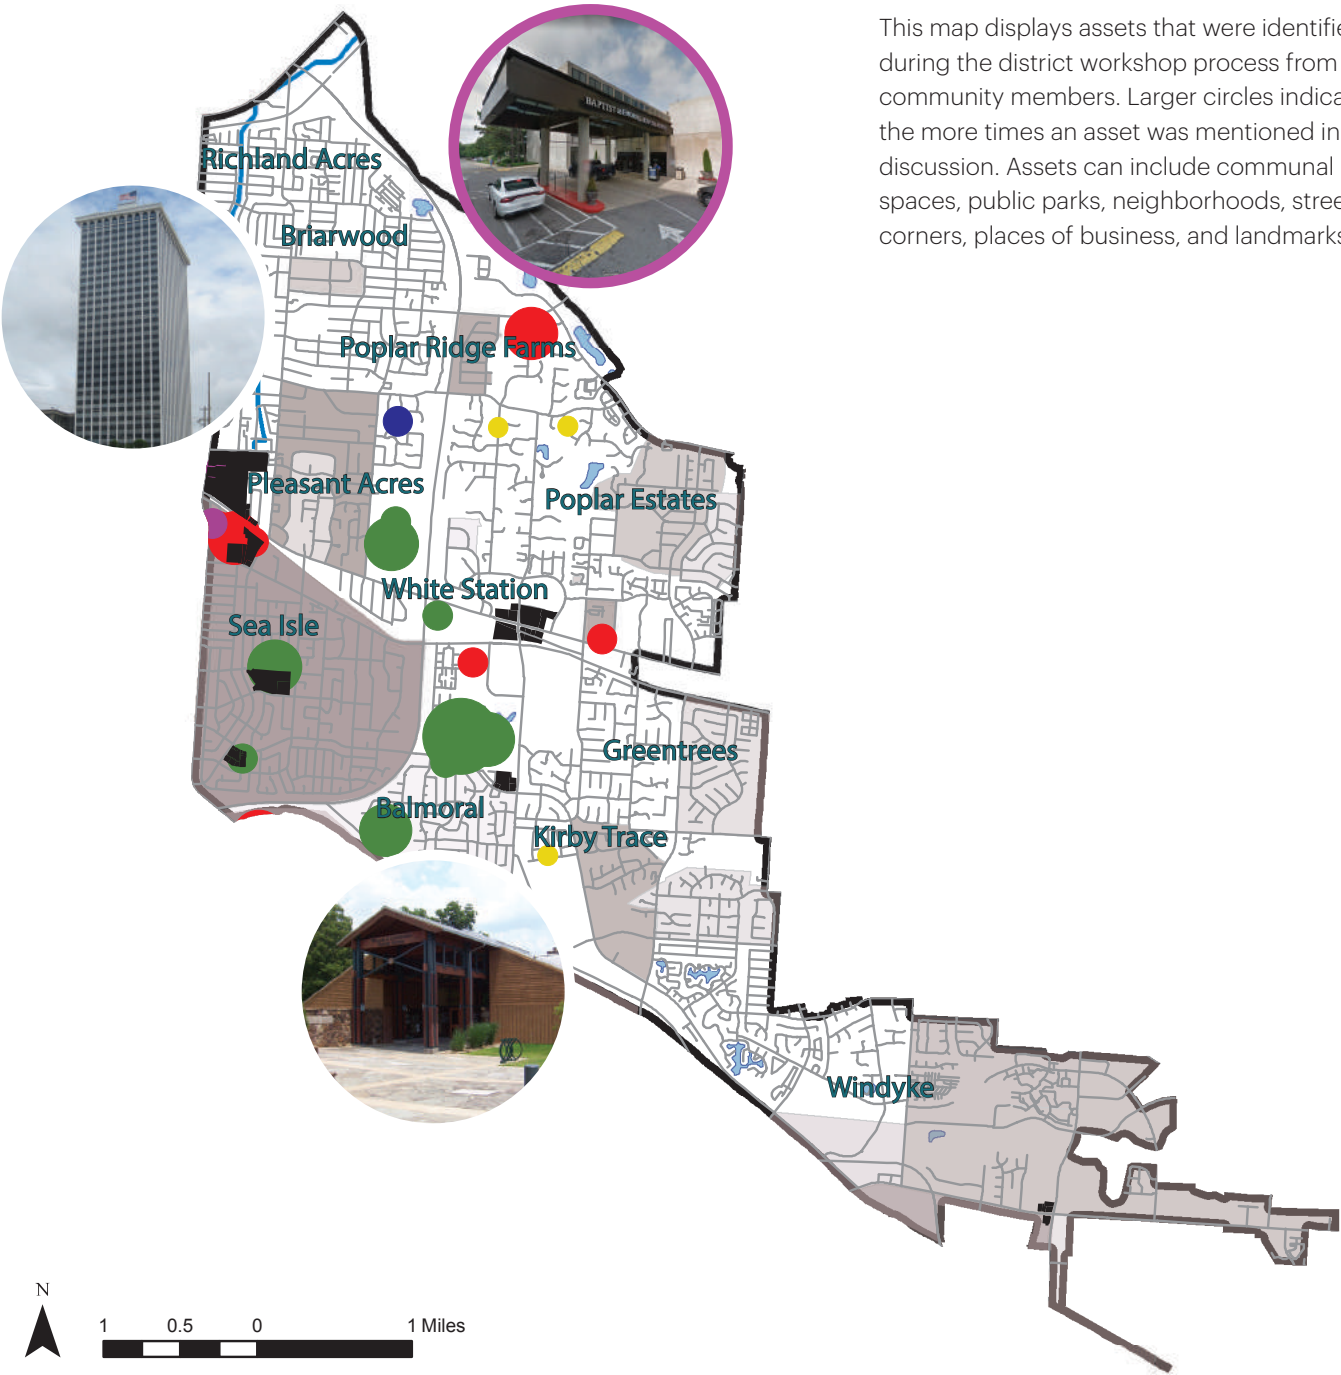 This map displays assets that were identifie
during the district workshop process from
community members. Larger circles indica
the more times an asset was mentioned in
discussion. Assets can include communal
spaces, public parks, neighborhoods, stree
corners, places of business, and landmarks
BAPTIST
Richland Acres
Briarwood
Poplar Ridge Farms
Pleasant Acres
Poplar Estates
White Station
Sea Isle
Greentrees
Balmoral
Kirby Trace
Windyke
N
1 0.5 0 1 Miles